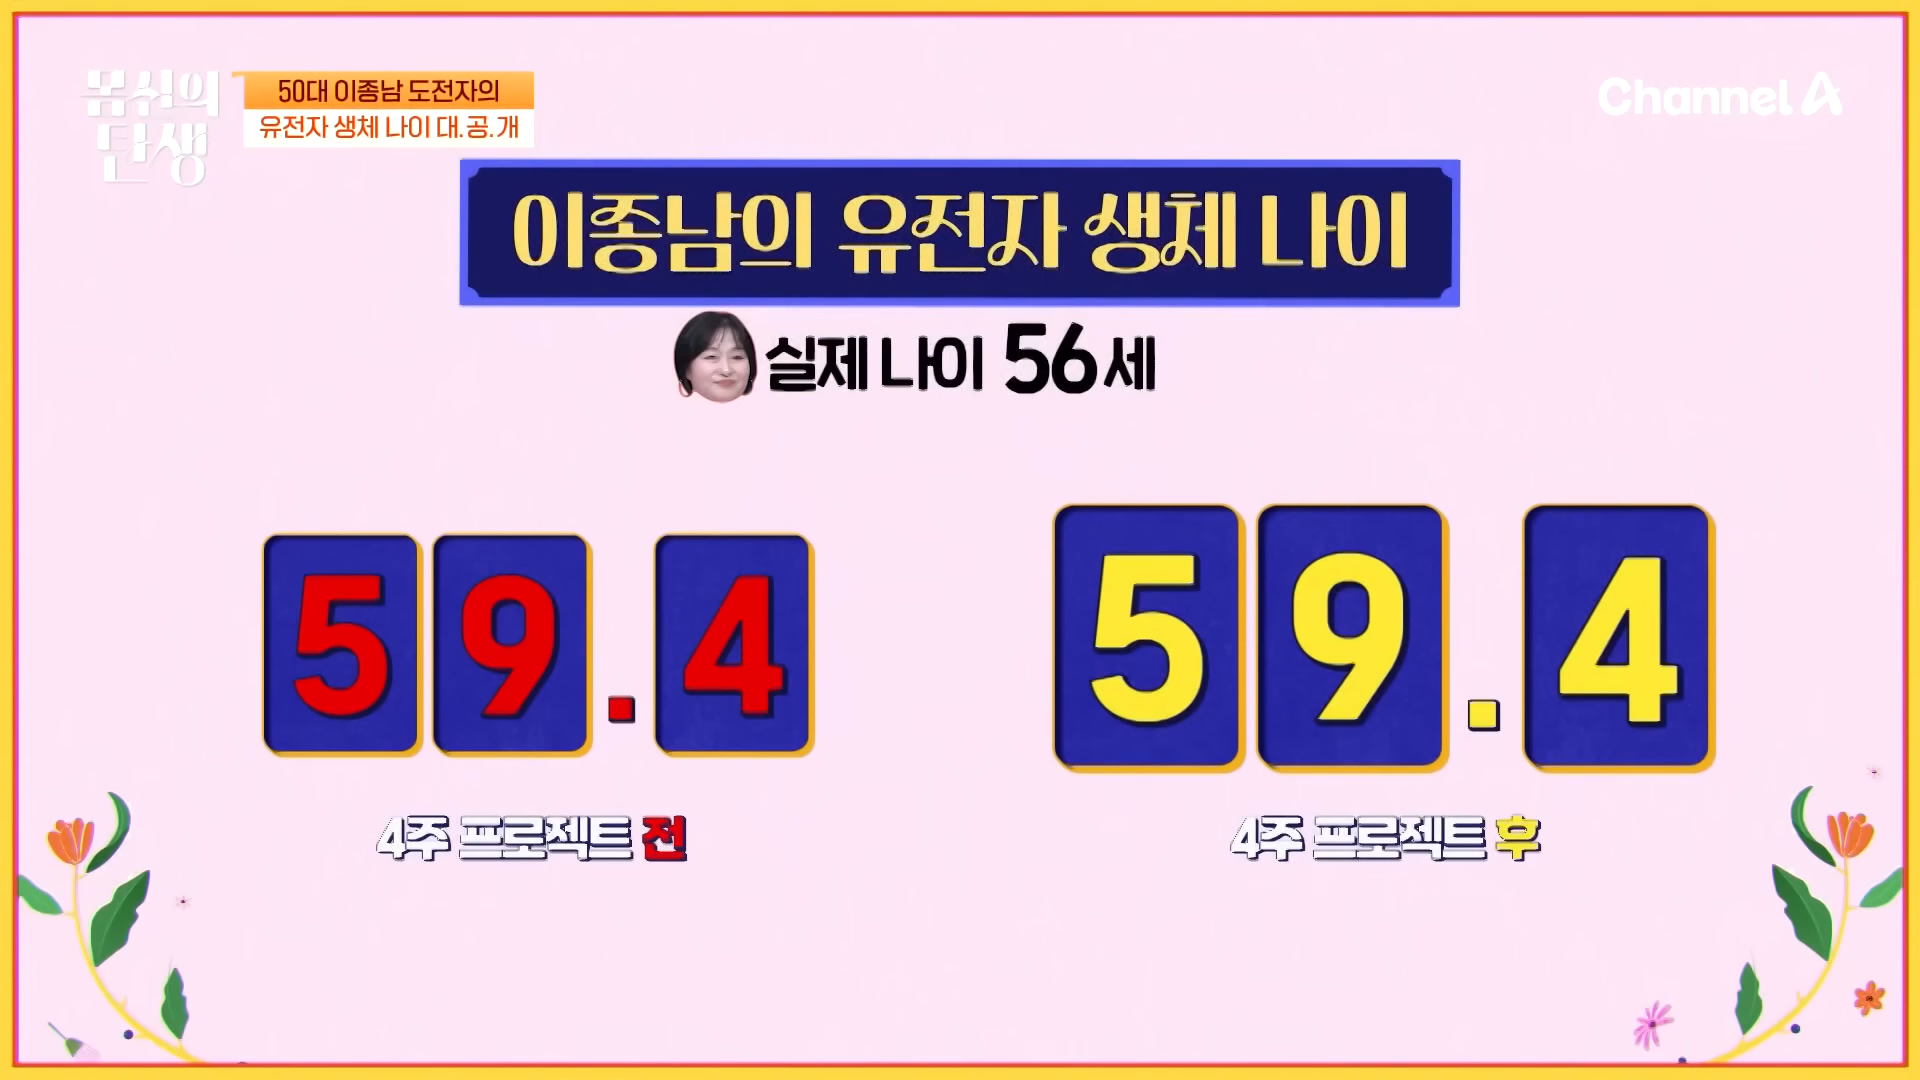 몸신의
탄생
50대 이종남 도전자의
유전자 생체 나이 대.공.개
Channel A
이종남의 유전자 생체 나이
실제 나이 56세
59.4
59.4
4주 프로젝트 전
4주 프로젝트 후